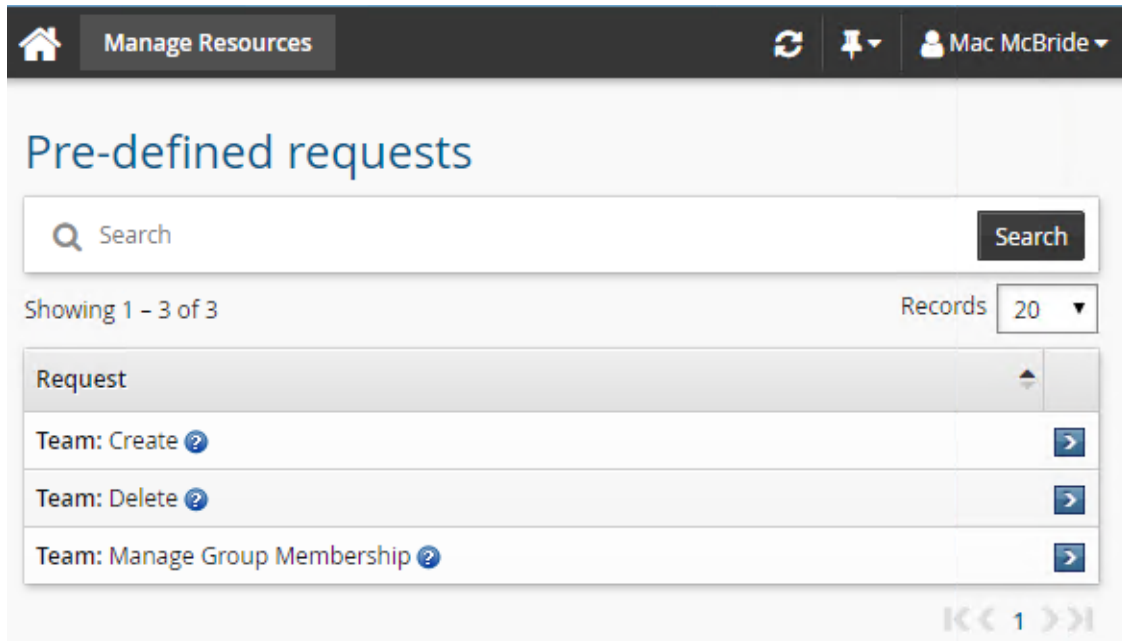 Manage Resources
Mac McBride
Pre-defined requests
Search
Search
Showing 1 – 3 of 3
Records 20
Request
Team: Create ?
Team: Delete ?
Team: Manage Group Membership ?
1